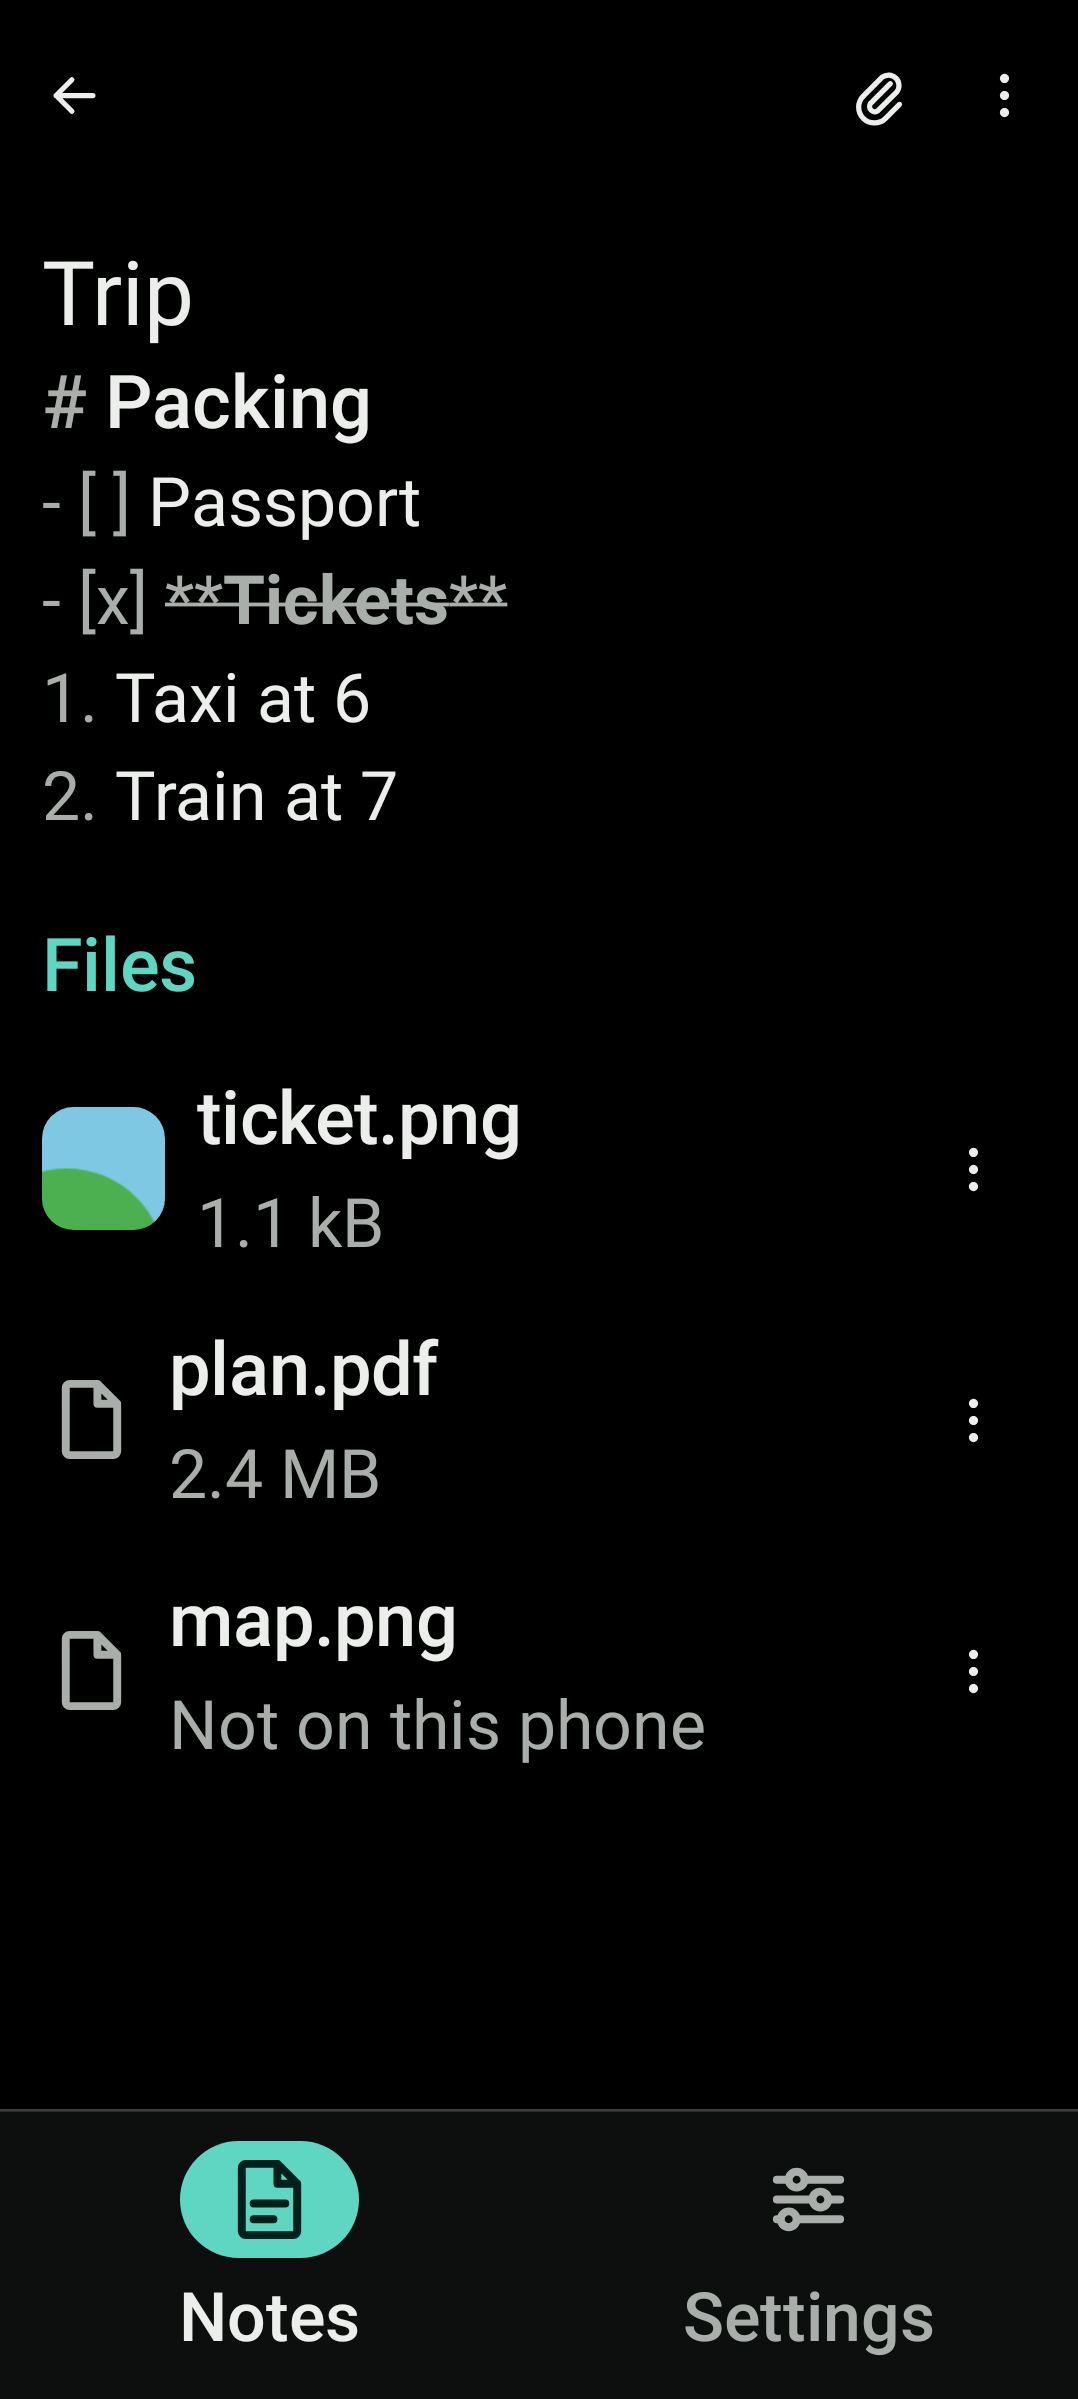 Trip
# Packing
- [ ] Passport
- [x] **Tickets**
1. Taxi at 6
2. Train at 7
Files
ticket.png
1.1 kB
plan.pdf
2.4 MB
map.png
Not on this phone
Notes
Settings